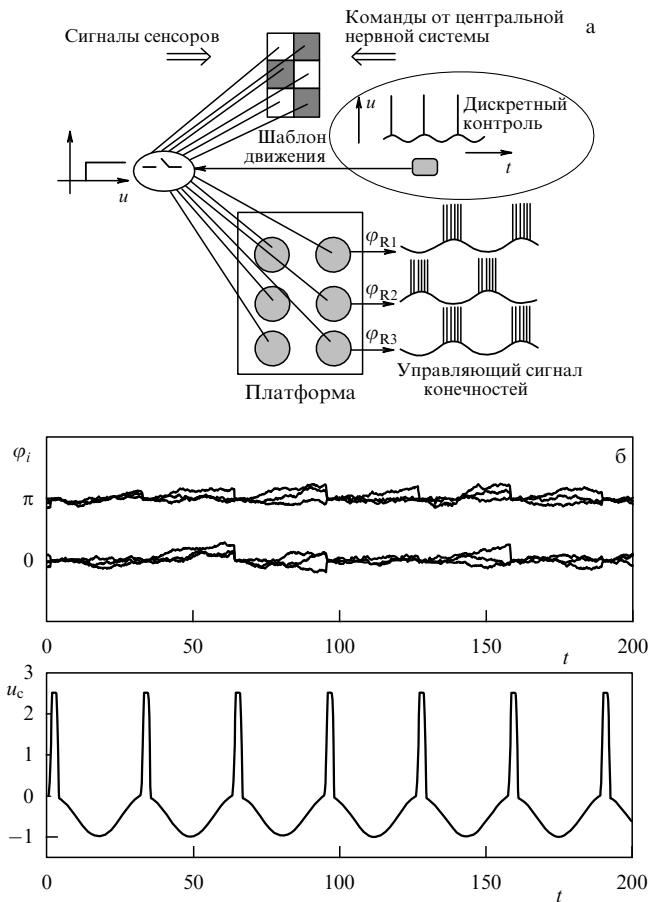 Сигналы сенсоров
Команды от центральной
нервной системы
а
u
Дискретный
контроль
t
Шаблон
движения
u
φR1
φR2
φR3
Платформа
Управляющий сигнал
конечностей
φi
б
π
0
0 50 100 150 200
t
uc
3
2
1
0
−1
0 50 100 150 200
t